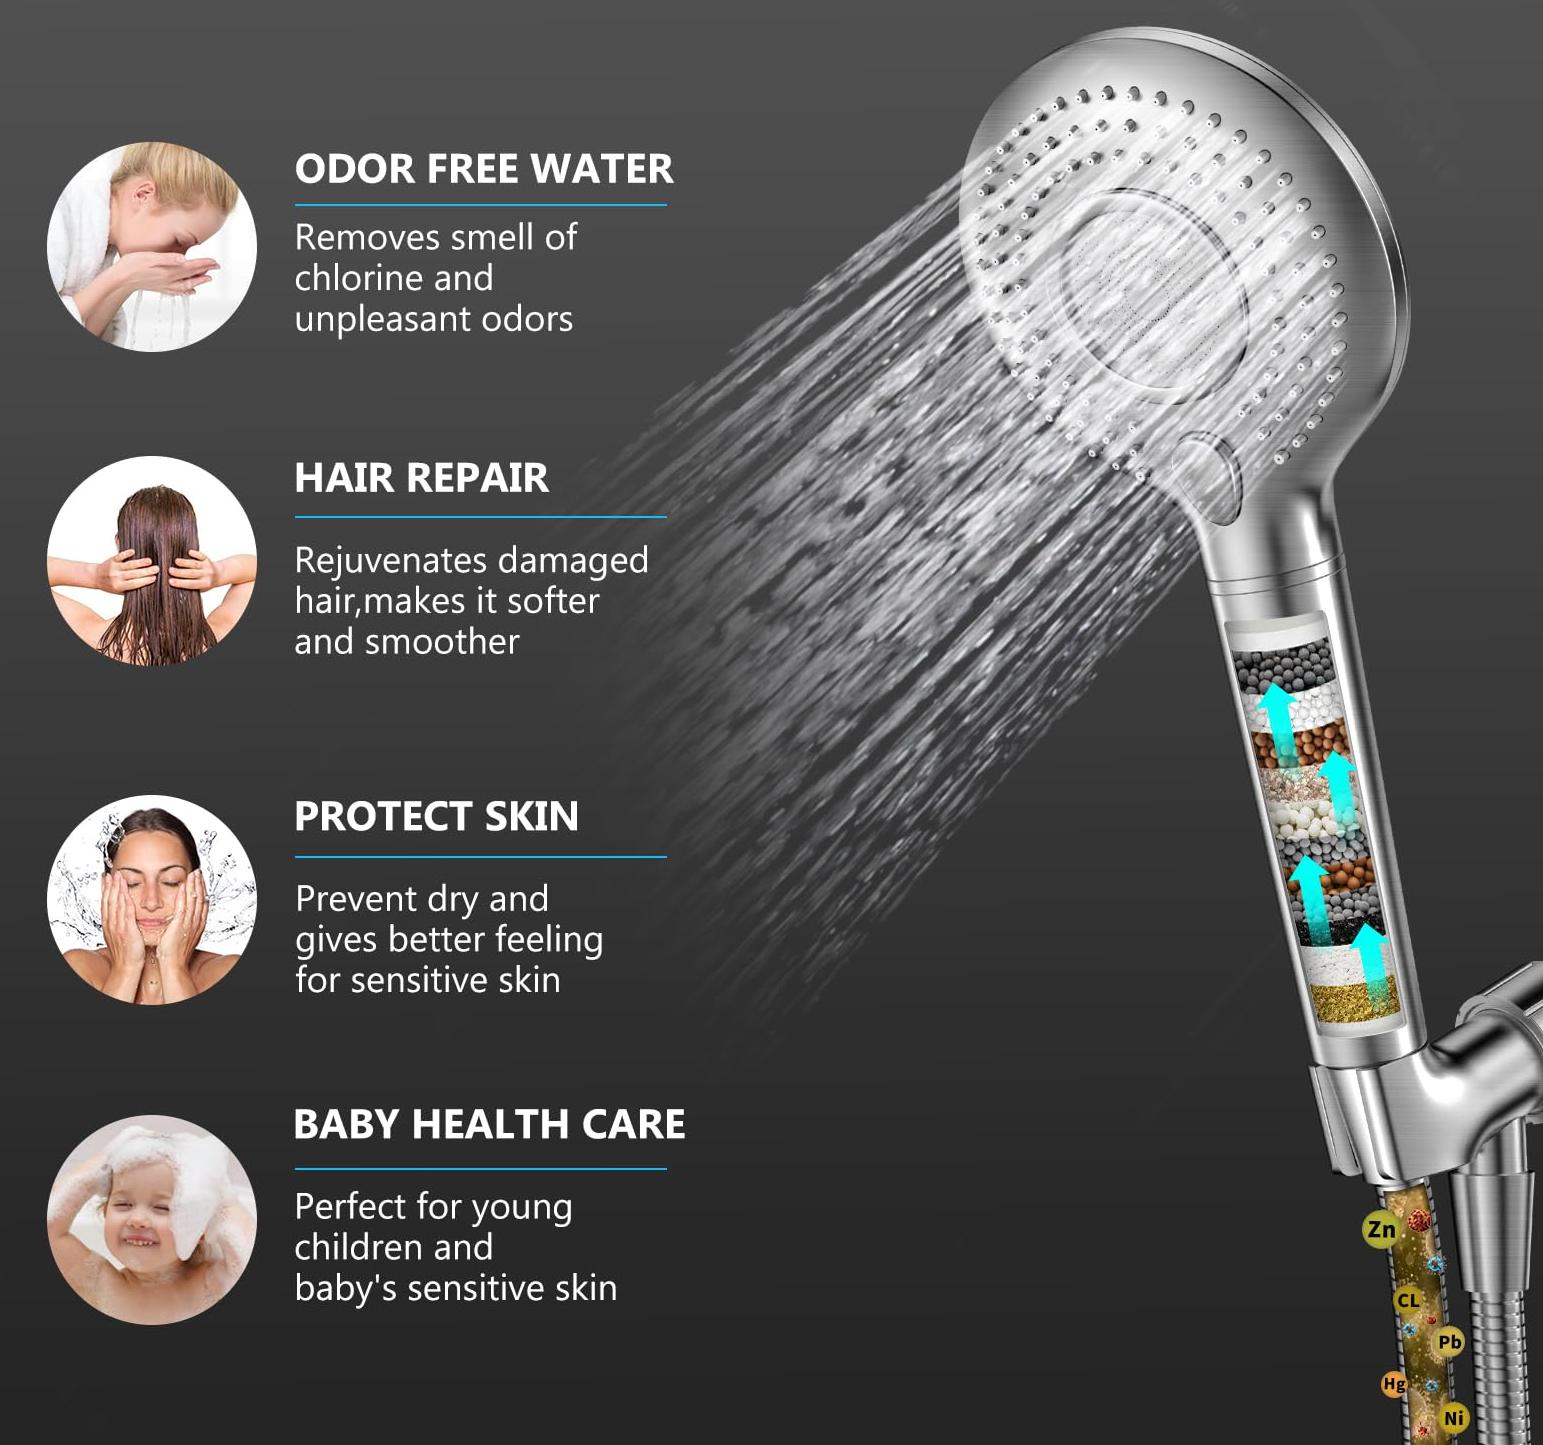 ODOR FREE WATER
Removes smell of
chlorine and
unpleasant odors
HAIR REPAIR
Rejuvenates damaged
hair,makes it softer
and smoother
PROTECT SKIN
Prevent dry and
gives better feeling
for sensitive skin
BABY HEALTH CARE
Perfect for young
children and
baby's sensitive skin
Zn
CL
Pb
Hg
Ni